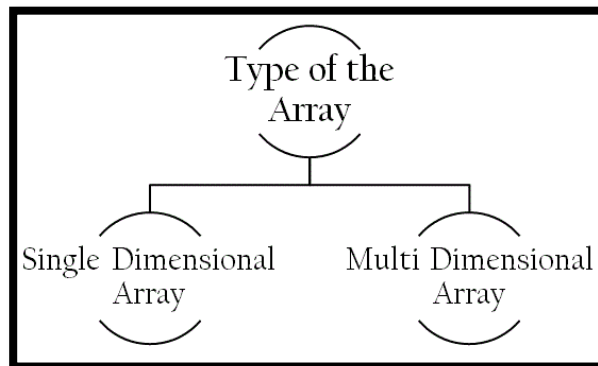 Type of the
Array
Single Dimensional
Array
Multi Dimensional
Array